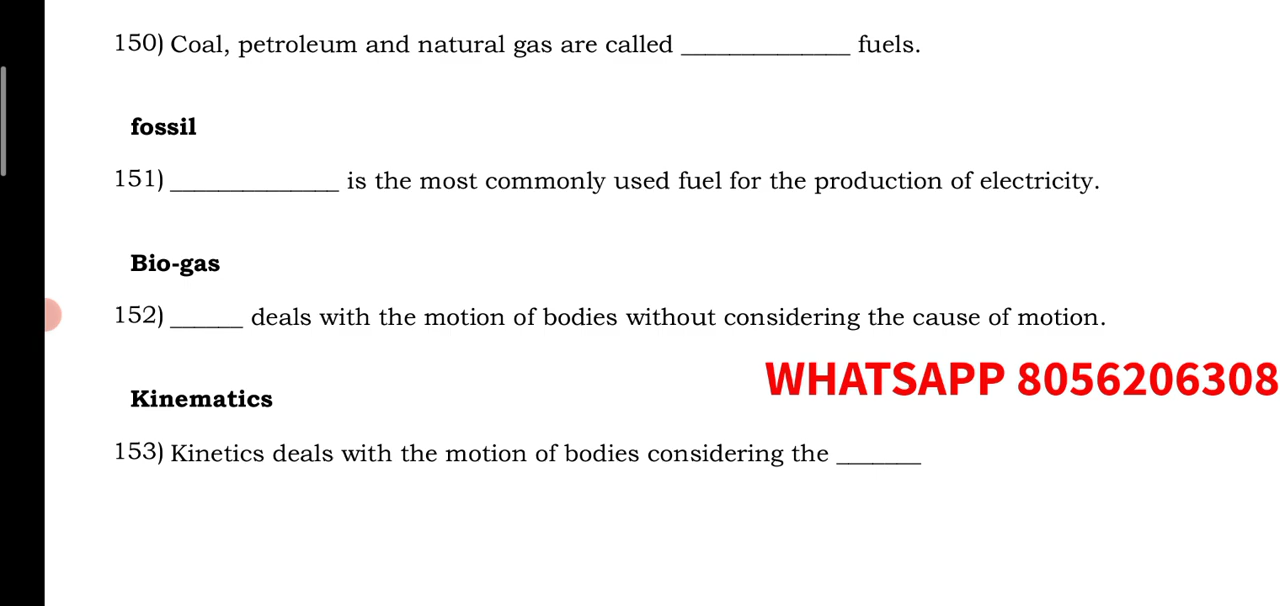 150) Coal, petroleum and natural gas are called ______________ fuels.
fossil
151) ______________ is the most commonly used fuel for the production of electricity.
Bio-gas
152) ______ deals with the motion of bodies without considering the cause of motion.
WHATSAPP 8056206308
Kinematics
153) Kinetics deals with the motion of bodies considering the _______